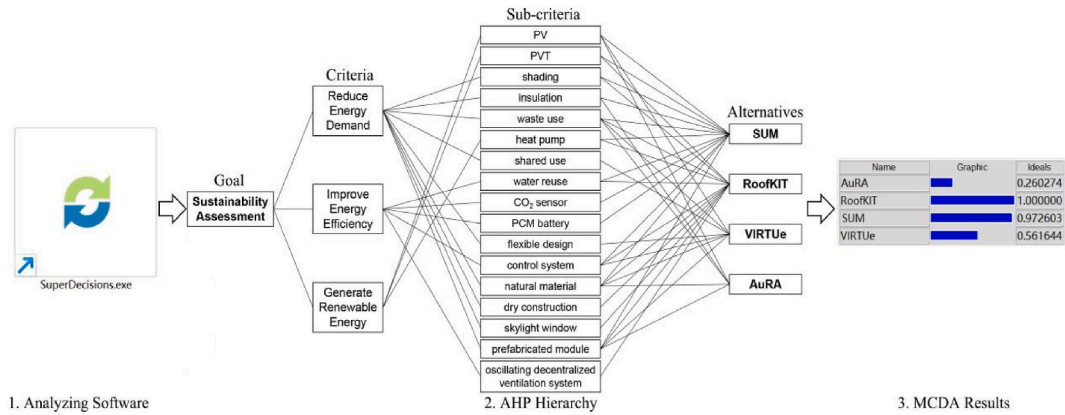 Sub-criteria
PV
PVT
shading
insulation
waste use
heat pump
shared use
water reuse
CO₂ sensor
PCM battery
flexible design
control system
natural material
dry construction
skylight window
prefabricated module
oscillating decentralized
ventilation system
Criteria
Reduce
Energy
Demand
Improve
Energy
Efficiency
Generate
Renewable
Energy
Goal
Sustainability
Assessment
SuperDecisions.exe
Alternatives
SUM
RoofKIT
VIRTUe
AuRA
Name Graphic Ideals
AuRA 0.260274
RoofKIT 1.000000
SUM 0.972603
VIRTUe 0.561644
1. Analyzing Software
2. AHP Hierarchy
3. MCDA Results